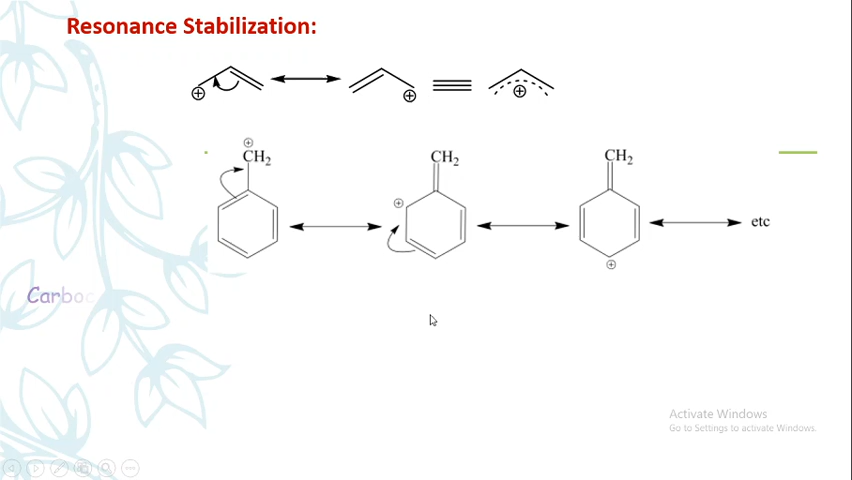 Resonance Stabilization:
⊕ ⊕ ⊕
⊕
CH₂ CH₂ CH₂
⊕
etc
⊕
Carboc
Activate Windows
Go to Settings to activate Windows.